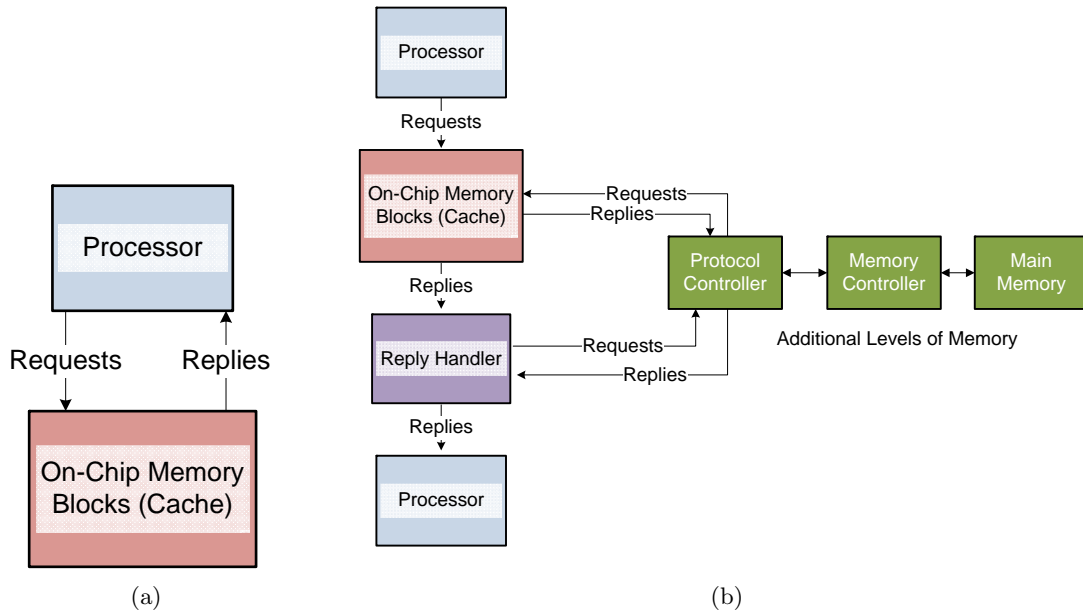 Processor
Requests
Replies
On-Chip Memory
Blocks (Cache)
(a)
Processor
Requests
On-Chip Memory
Blocks (Cache)
Requests
Replies
Replies
Reply Handler
Requests
Replies
Replies
Processor
Protocol
Controller
Memory
Controller
Main
Memory
Additional Levels of Memory
(b)